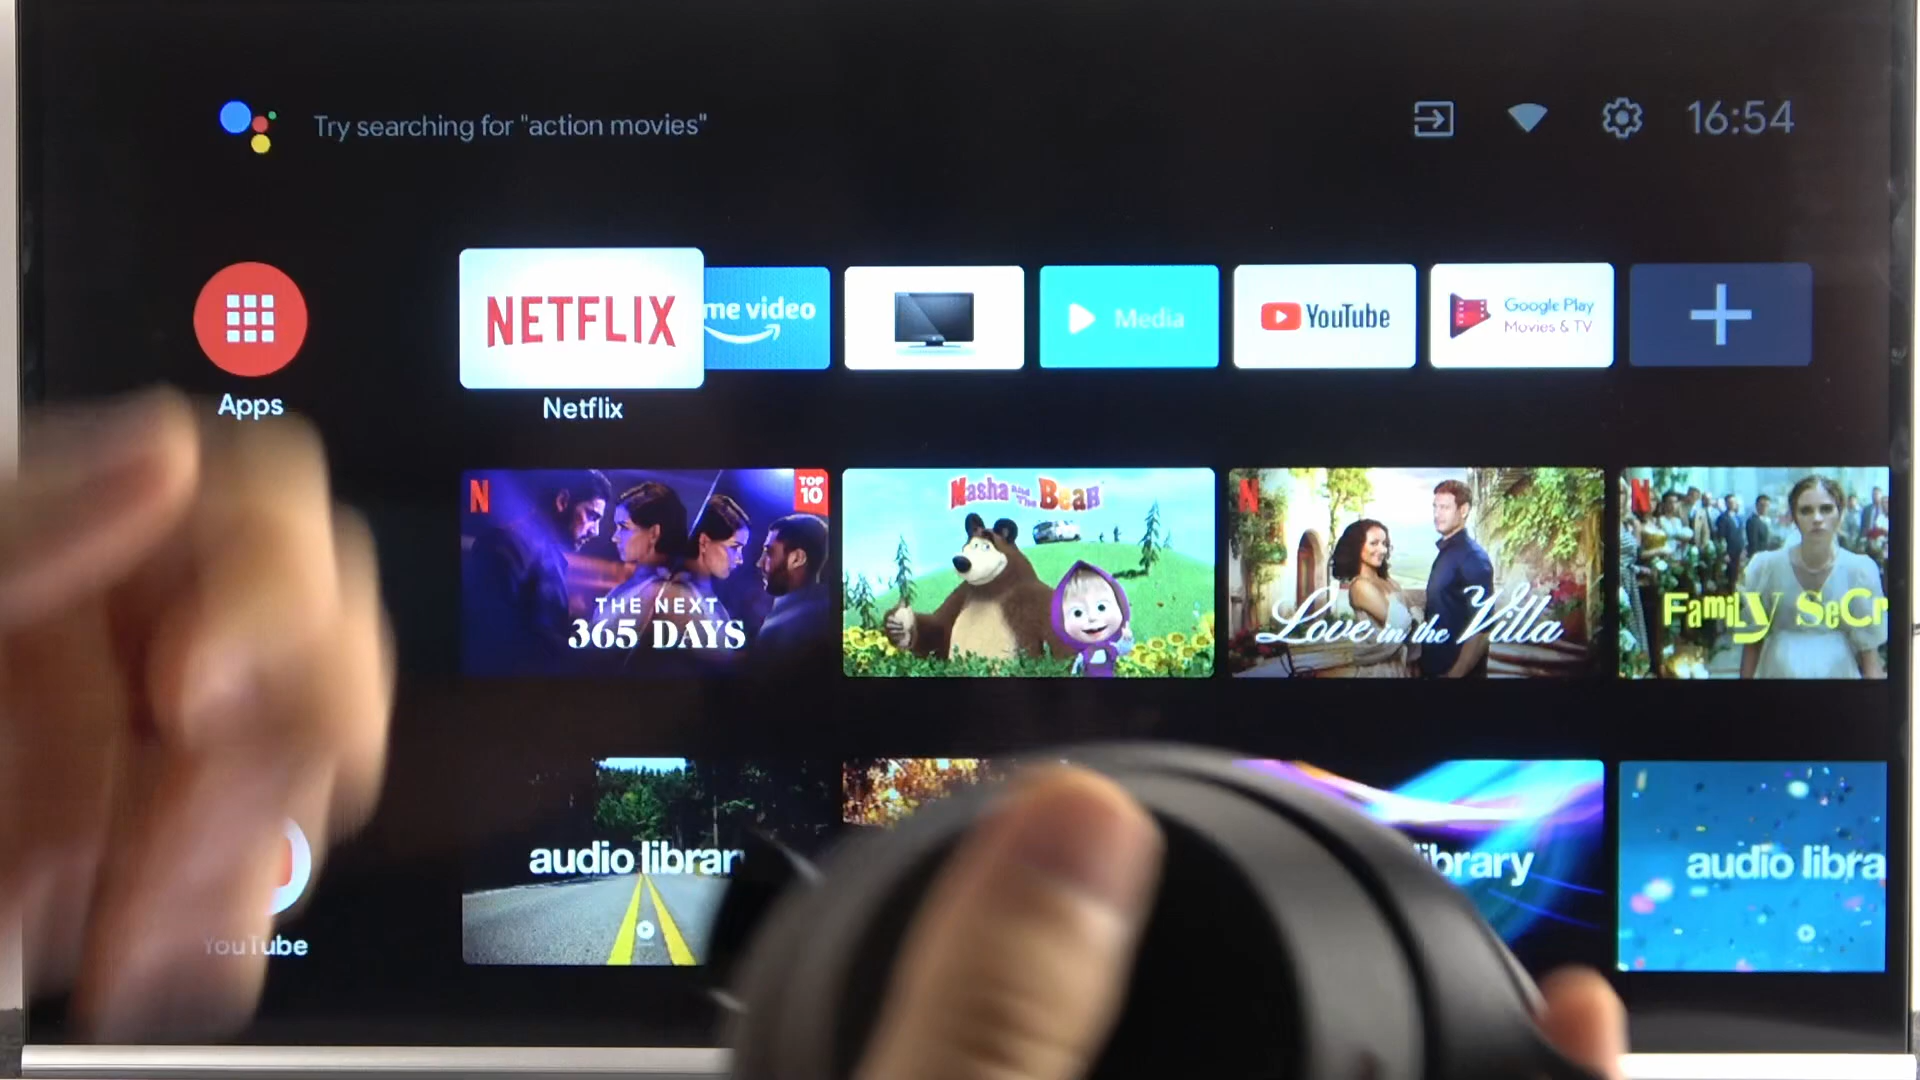 Try searching for "action movies"
16:54
NETFLIX
me video
Media
YouTube
Google Play
Movies & TV
Apps
Netflix
N
TOP
10
THE NEXT
365 DAYS
Masha and The Bear
N
Love in the Villa
N
FamiLy SeCr
audio library
ibrary
audio libra
YouTube